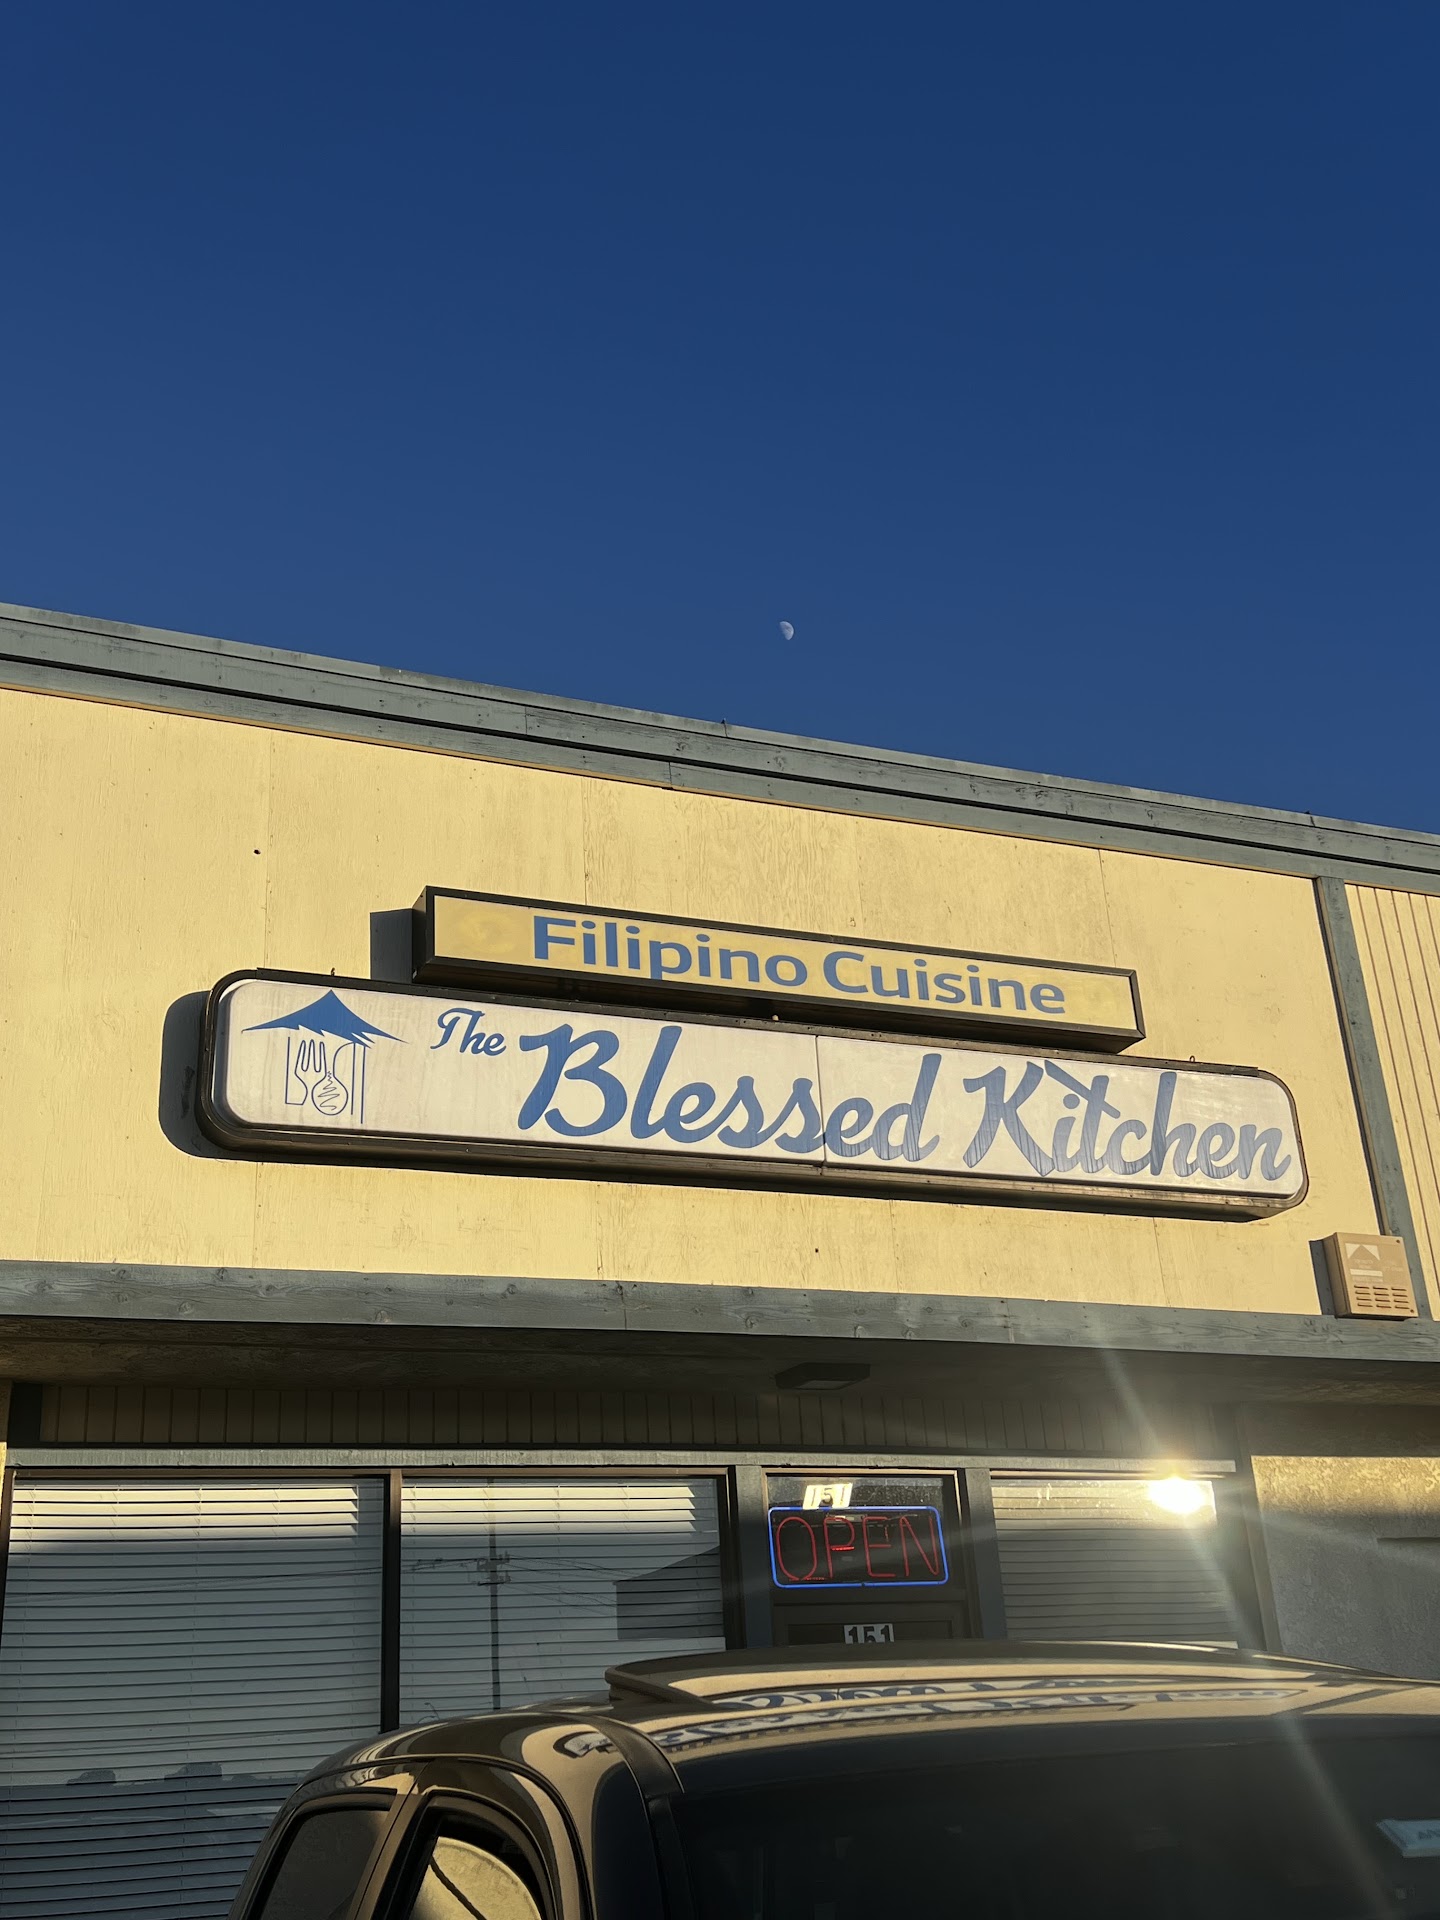 Filipino Cuisine
The Blessed Kitchen
151
OPEN
151